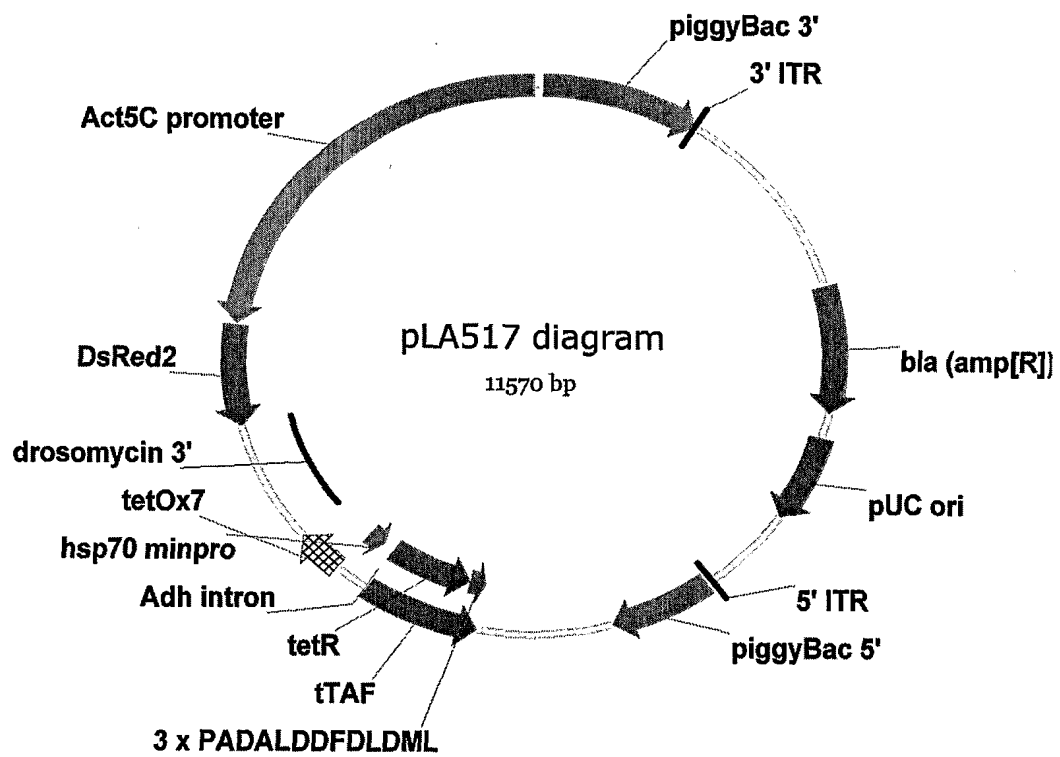 piggyBac 3'
3' ITR
Act5C promoter
pLA517 diagram
11570 bp
bla (amp[R])
DsRed2
drosomycin 3'
tetOx7
pUC ori
hsp70 minpro
Adh intron
5' ITR
tetR
piggyBac 5'
tTAF
3 x PADALDDFDLDML